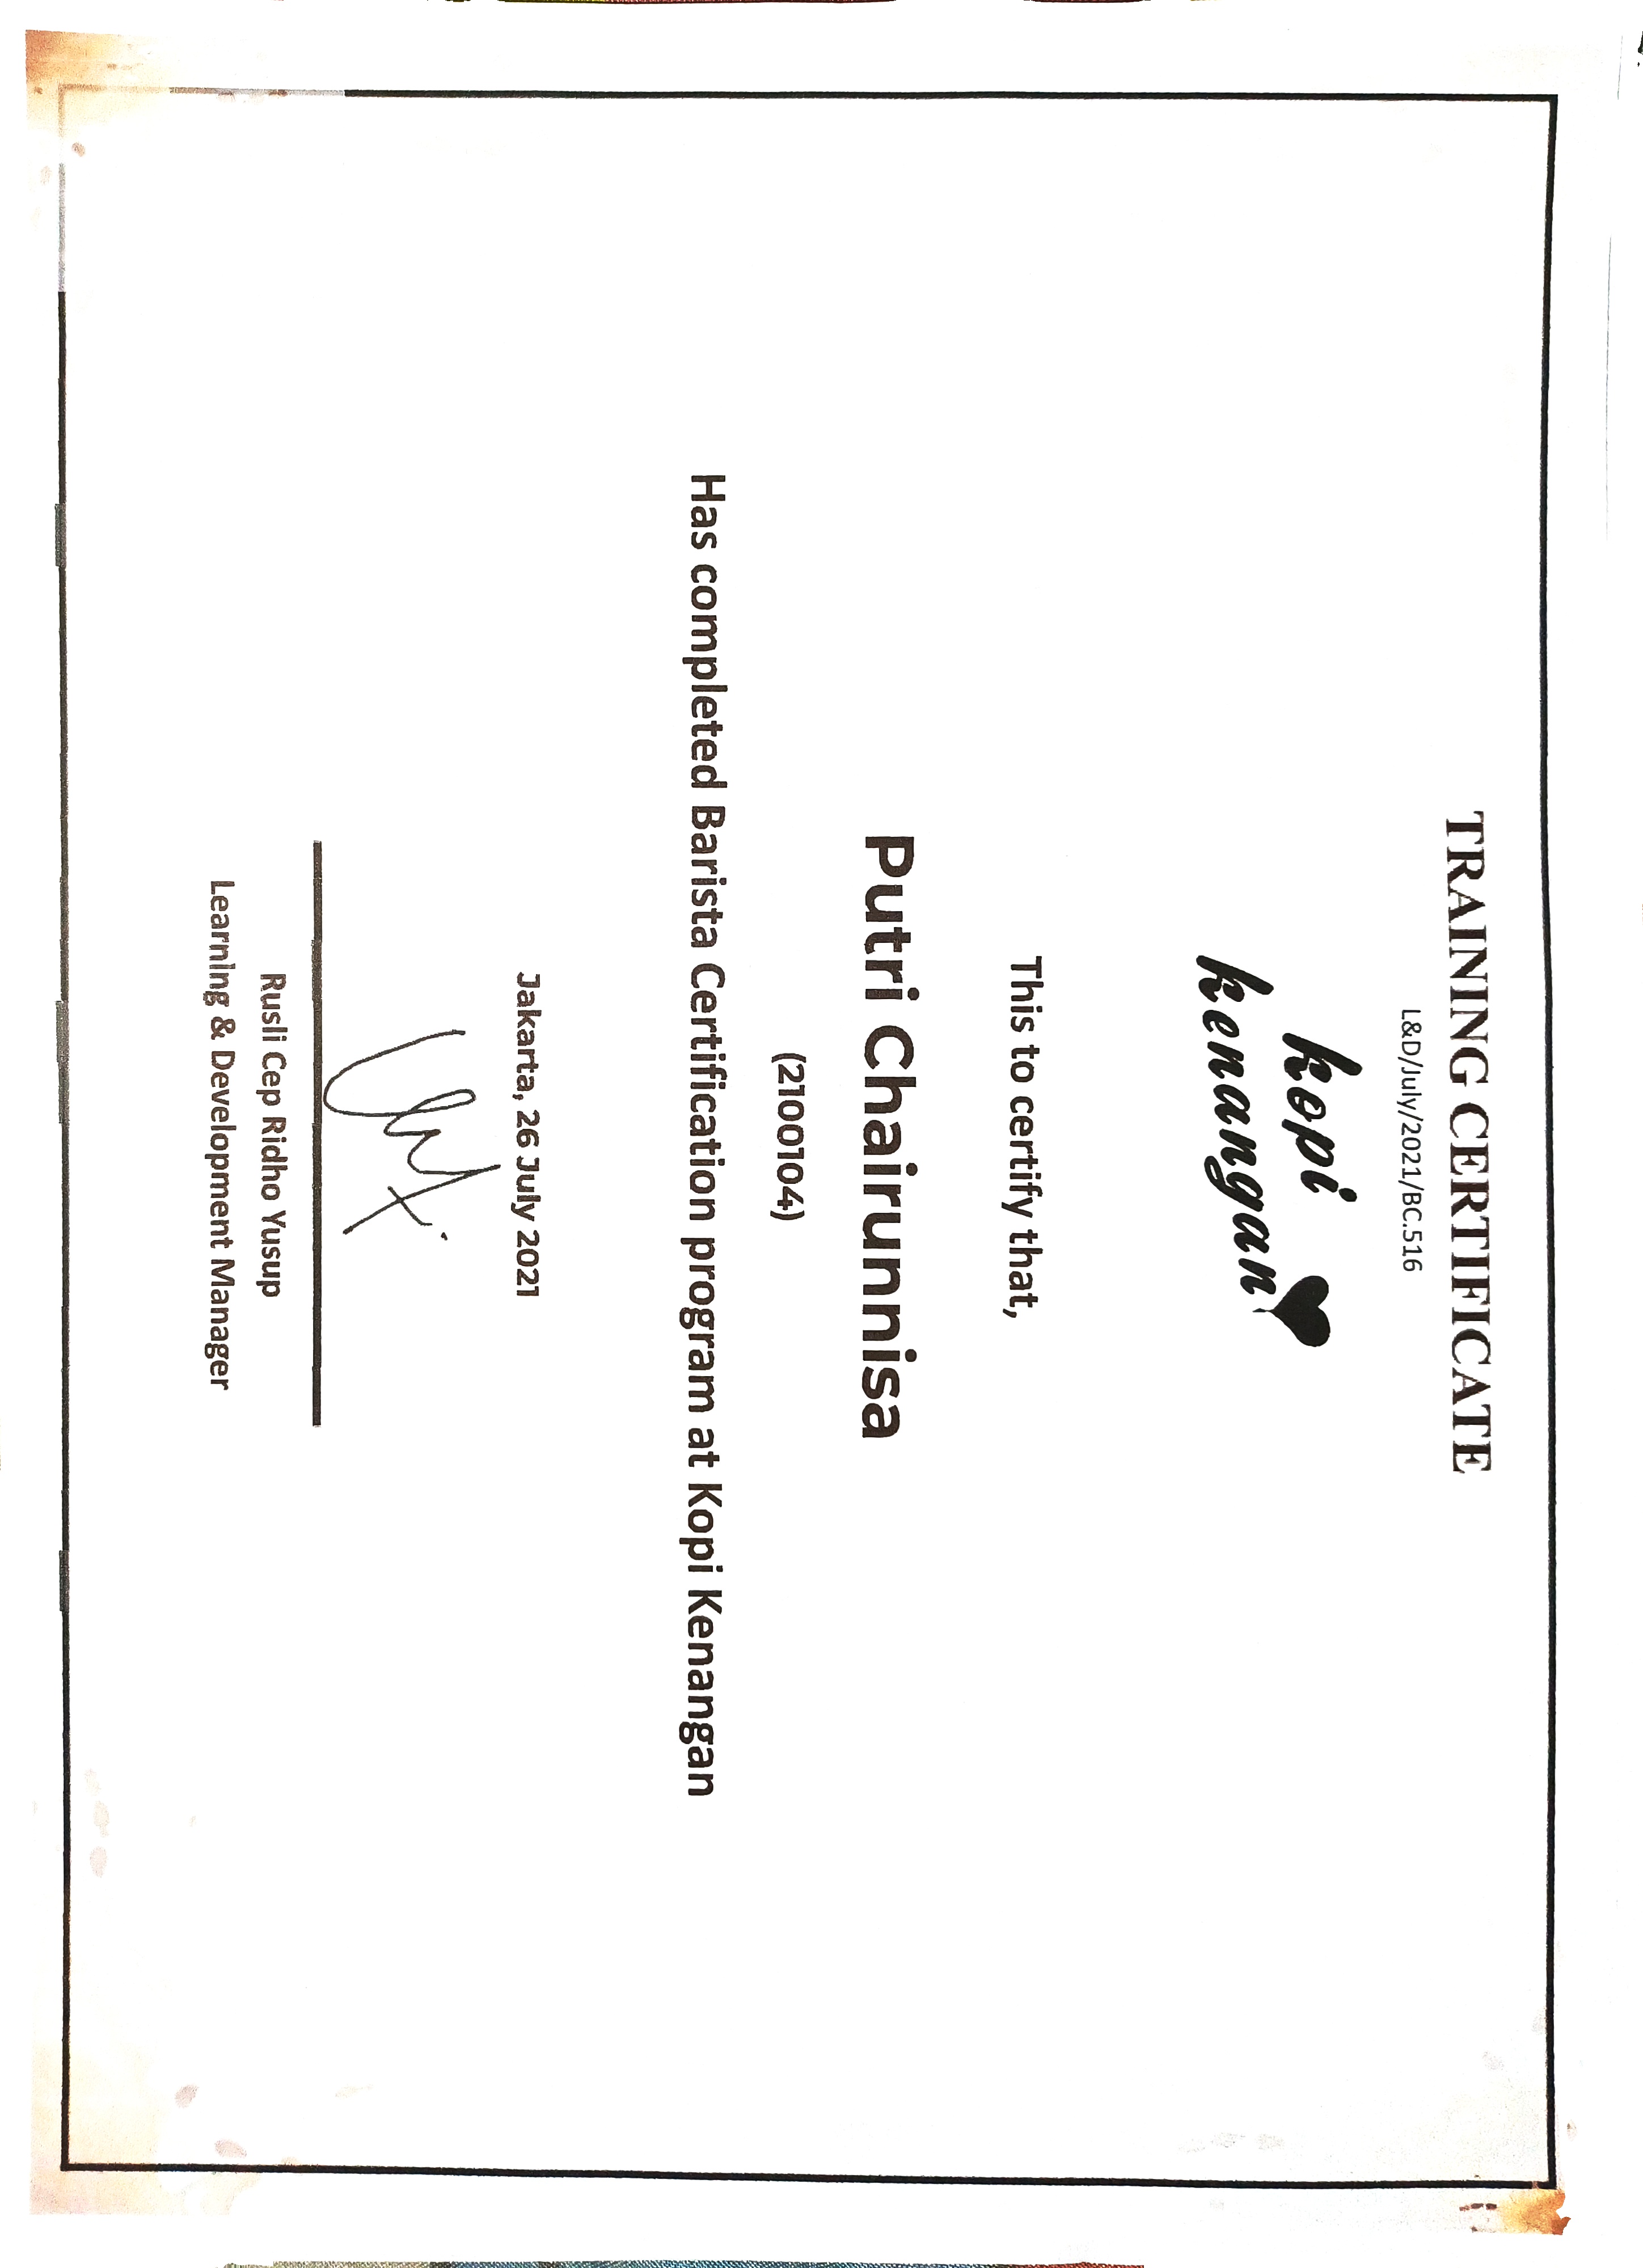 TRAINING CERTIFICATE
L&D/July/2021/BC.516
kopi
kenangan
This to certify that,
Putri Chairunnisa
(2100104)
Has completed Barista Certification program at Kopi Kenangan
Jakarta, 26 July 2021
Rusli Cep Ridho Yusup
Learning & Development Manager